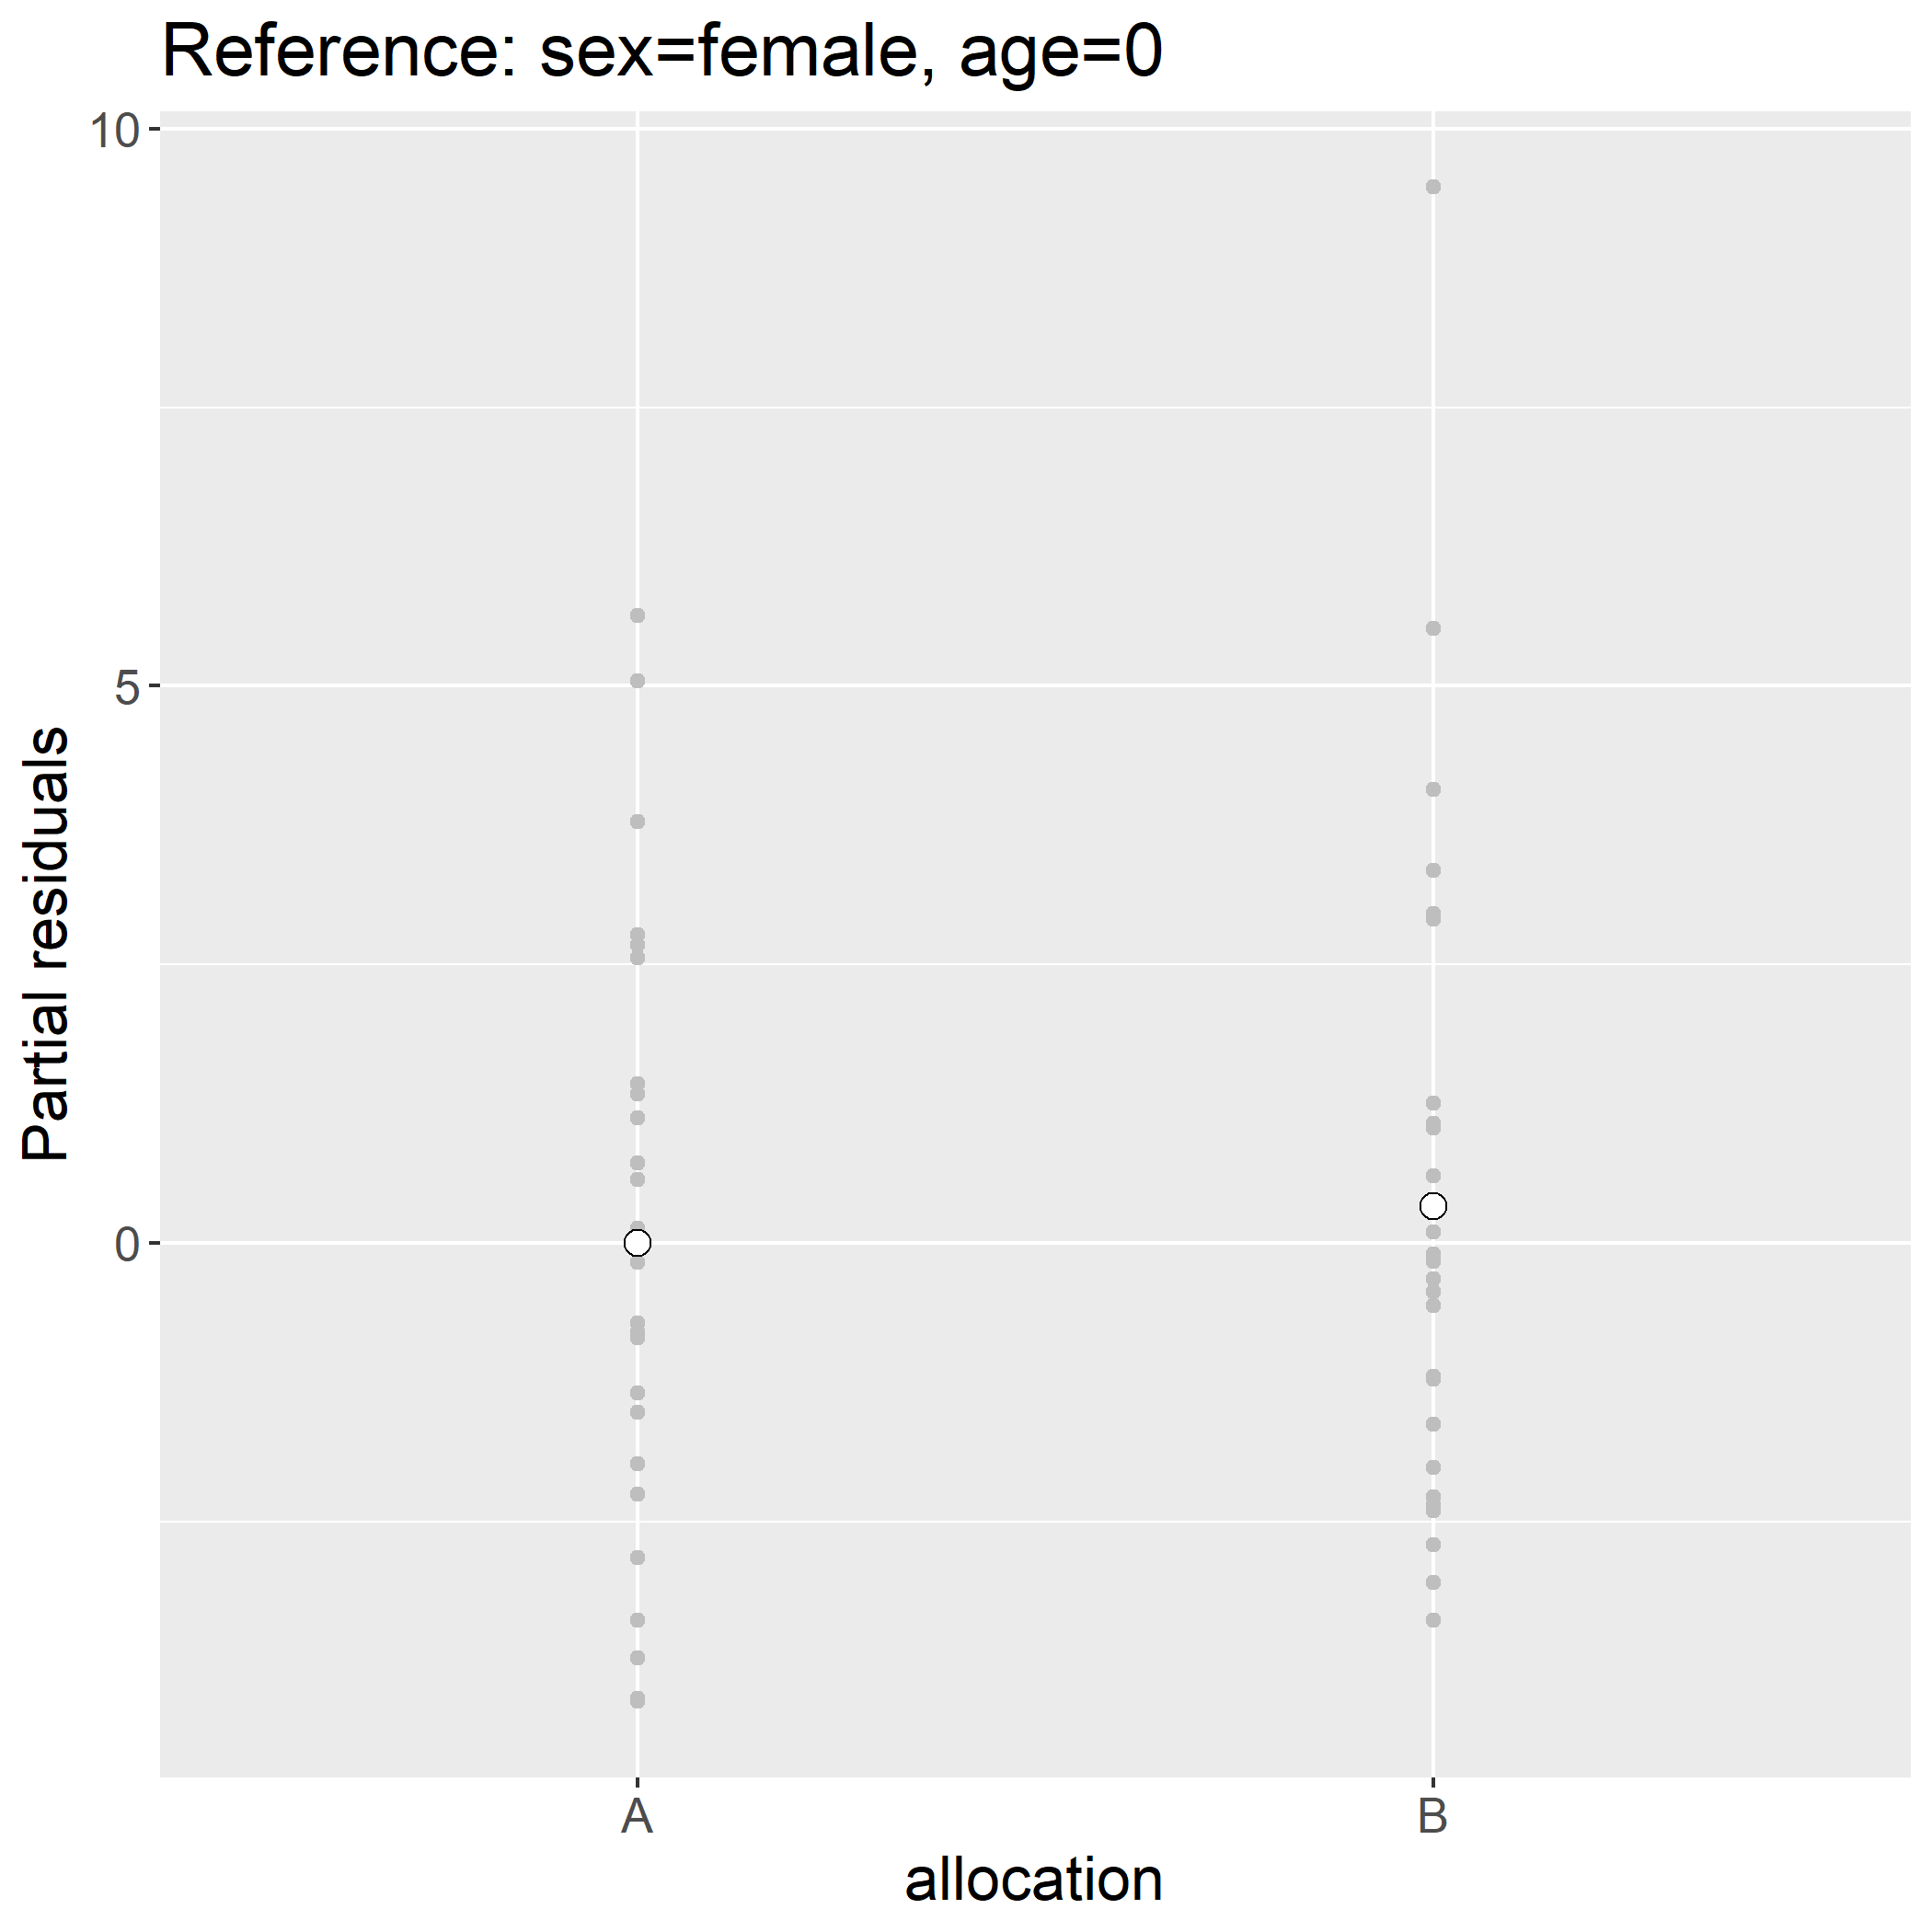 Reference: sex=female, age=0
10
5
0
Partial residuals
A
B
allocation